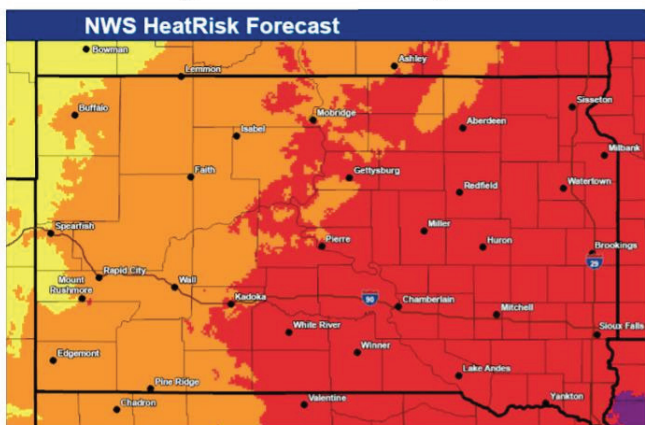 NWS HeatRisk Forecast
Bowman
Lemmon
Ashley
Buffalo
Isabel
Mobridge
Aberdeen
Sisseton
Milbank
Faith
Gettysburg
Redfield
Watertown
Spearfish
Pierre
Miller
Huron
Brookings
29
Rapid City
Mount
Rushmore
Wall
Kadoka
90
Chamberlain
Mitchell
Sioux Falls
White River
Winner
Edgemont
Pine Ridge
Lake Andes
Chadron
Valentine
Yankton